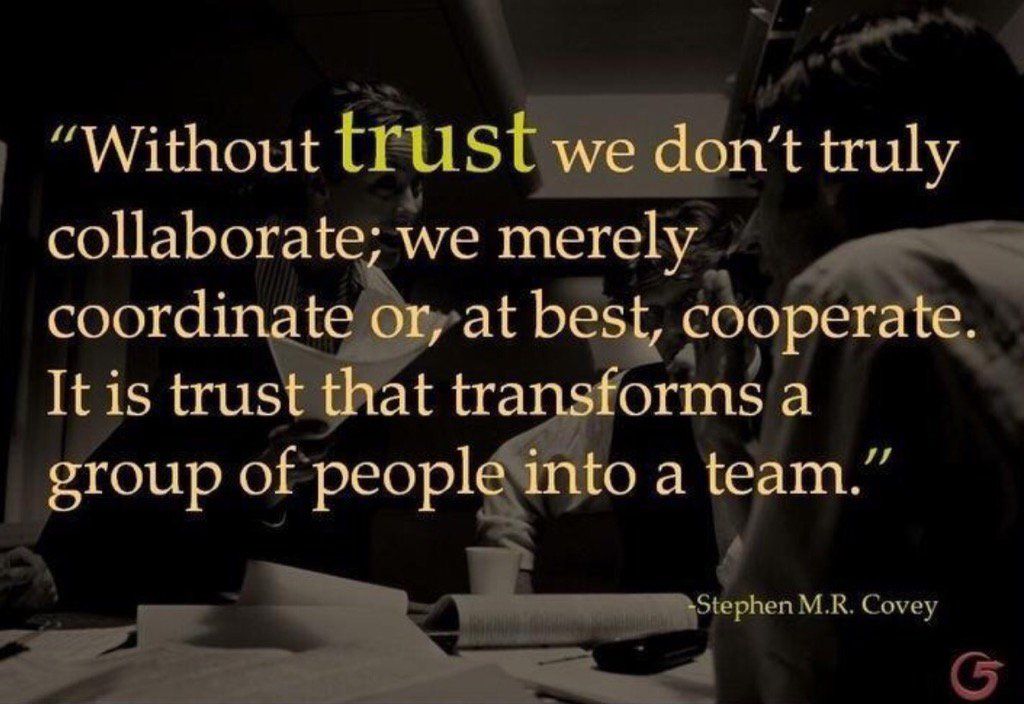 “Without trust we don’t truly
collaborate; we merely
coordinate or, at best, cooperate.
It is trust that transforms a
group of people into a team.”
-Stephen M.R. Covey
5